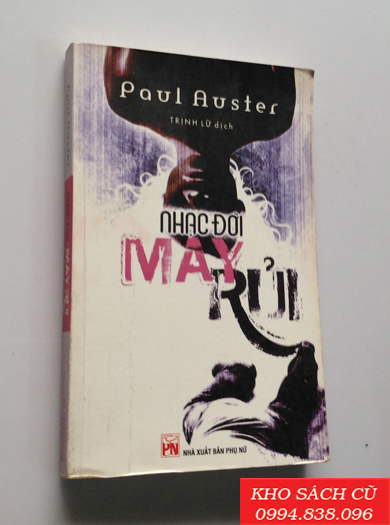 Paul Auster
TRỊNH LỮ dịch
NHẠC ĐỜI
MAY
RỦI
PN
NHÀ XUẤT BẢN PHỤ NỮ
KHO SÁCH CŨ
0994.838.096